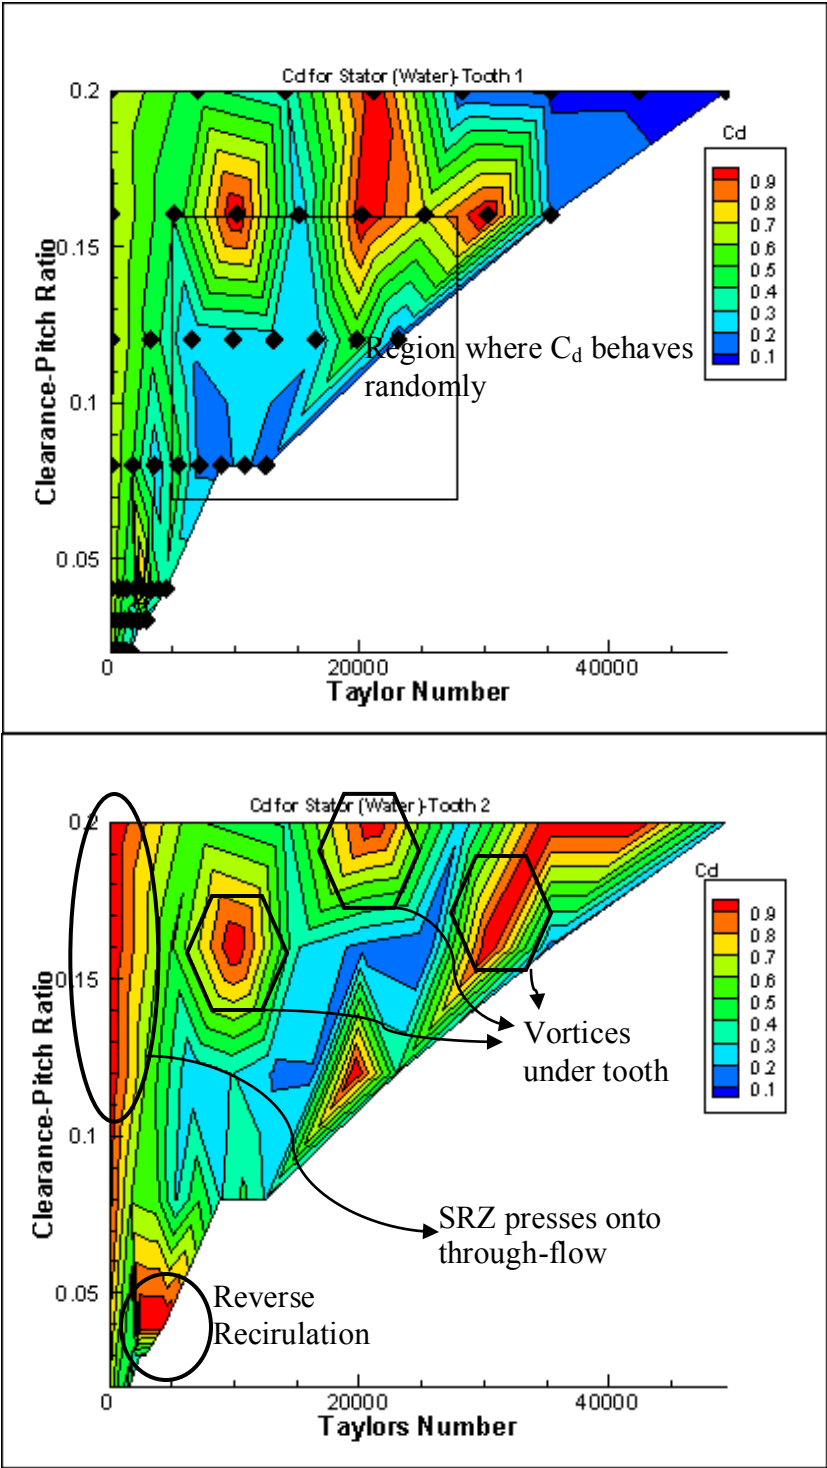 Cd for Stator (Water)-Tooth 1
0.2
0.15
0.1
0.05
Clearance-Pitch Ratio
Cd
0.9
0.8
0.7
0.6
0.5
0.4
0.3
0.2
0.1
Region where Cd behaves
randomly
0
20000
40000
Taylor Number
Cd for Stator (Water)-Tooth 2
0.2
0.15
0.1
0.05
Clearance-Pitch Ratio
Cd
0.9
0.8
0.7
0.6
0.5
0.4
0.3
0.2
0.1
Vortices
under tooth
SRZ presses onto
through-flow
Reverse
Recirulation
0
20000
40000
Taylors Number